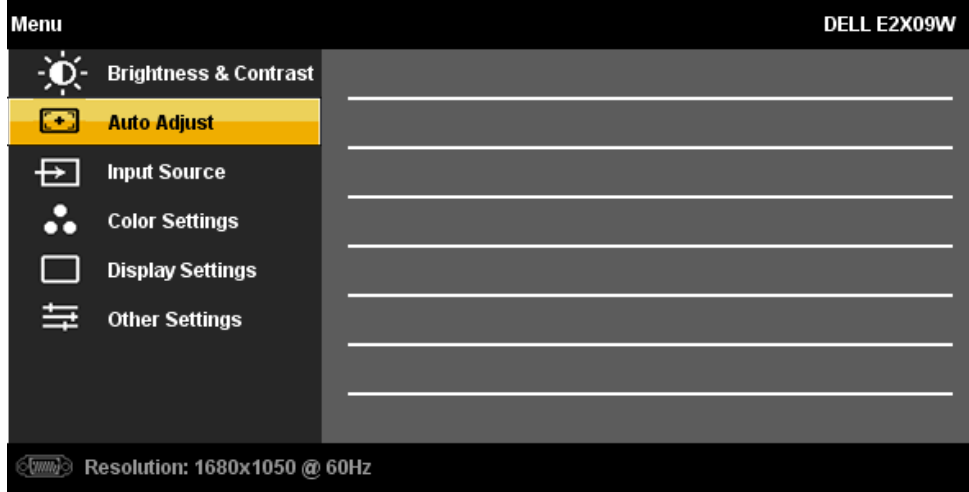 Menu DELL E2X09W
Brightness & Contrast
Auto Adjust
Input Source
Color Settings
Display Settings
Other Settings
Resolution: 1680x1050 @ 60Hz